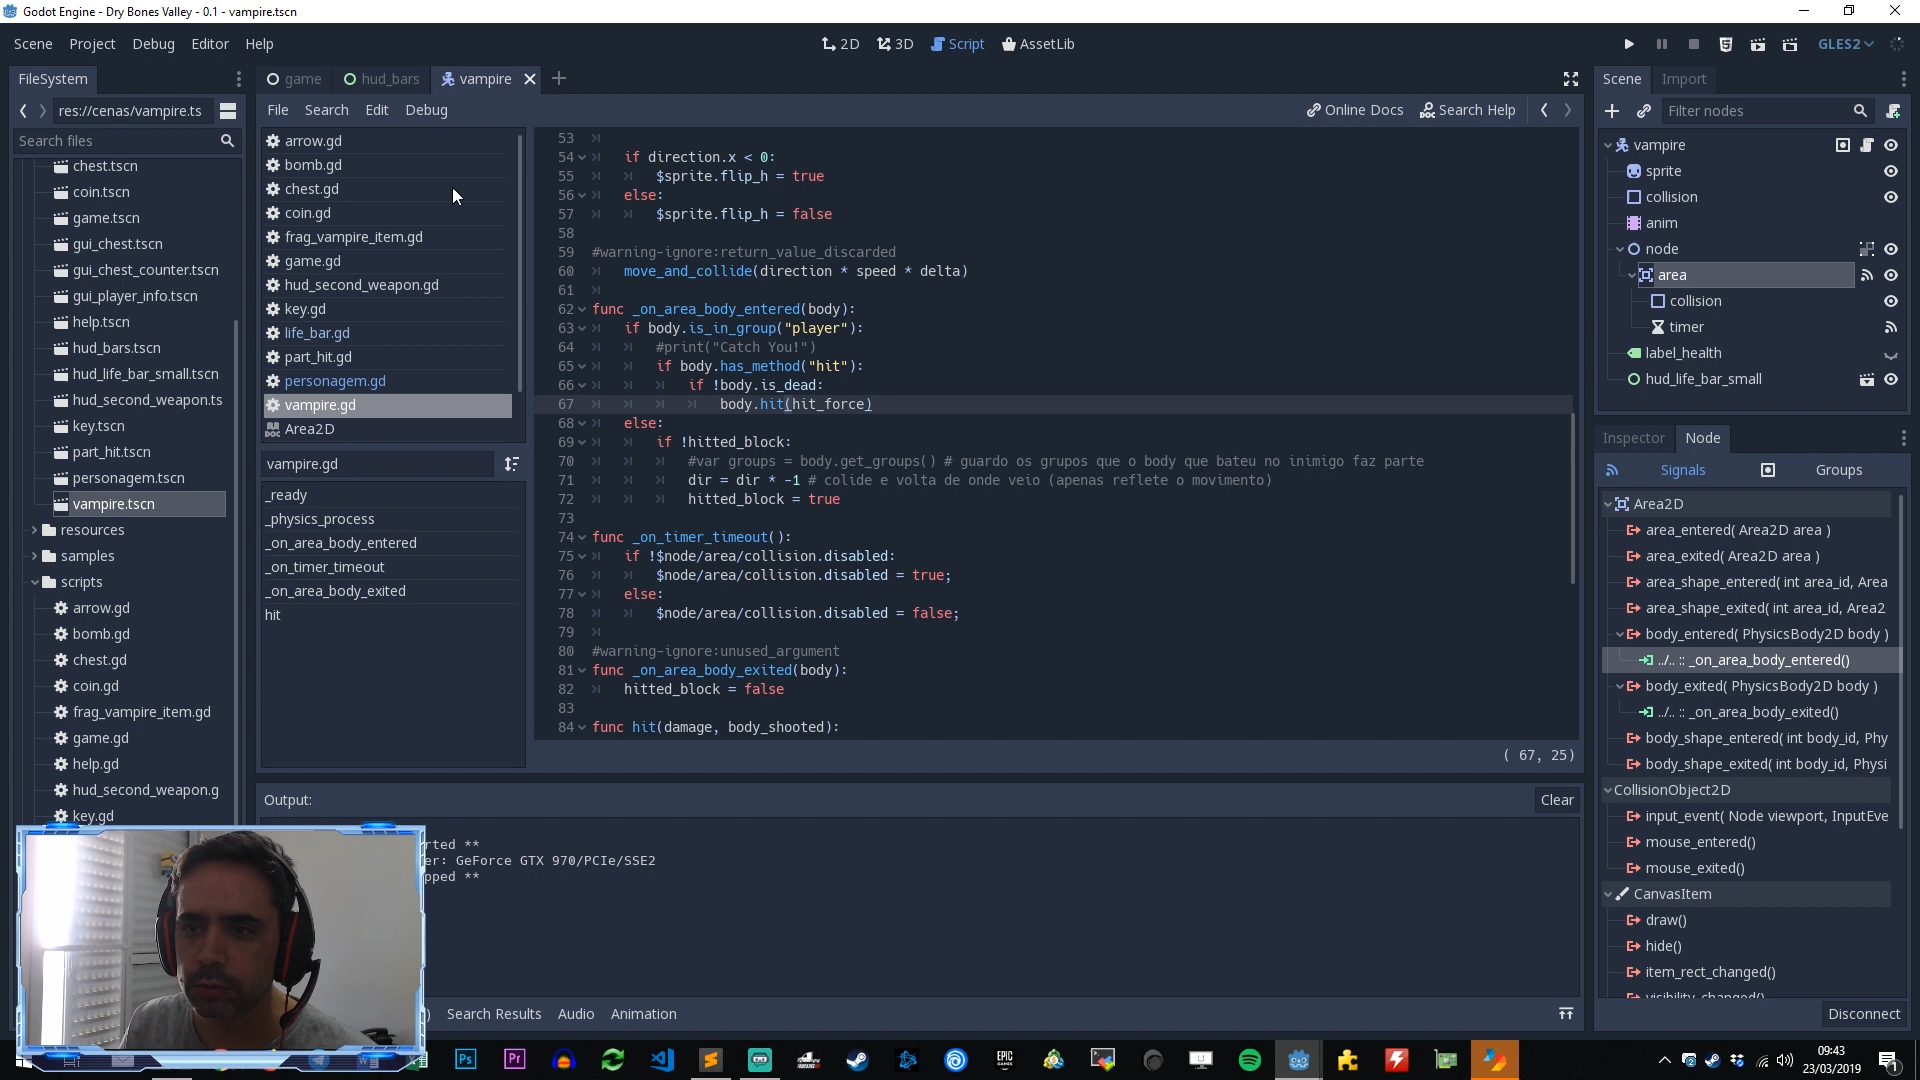 Godot Engine - Dry Bones Valley - 0.1 - vampire.tscn
Scene Project Debug Editor Help
2D 3D Script AssetLib
GLES2
FileSystem
res://cenas/vampire.ts
Search files
chest.tscn
coin.tscn
game.tscn
gui_chest.tscn
gui_chest_counter.tscn
gui_player_info.tscn
help.tscn
hud_bars.tscn
hud_life_bar_small.tscn
hud_second_weapon.ts
key.tscn
part_hit.tscn
personagem.tscn
vampire.tscn
resources
samples
scripts
arrow.gd
bomb.gd
chest.gd
coin.gd
frag_vampire_item.gd
game.gd
help.gd
hud_second_weapon.g
key.gd
game hud_bars vampire
File Search Edit Debug
Online Docs Search Help
arrow.gd
bomb.gd
chest.gd
coin.gd
frag_vampire_item.gd
game.gd
hud_second_weapon.gd
key.gd
life_bar.gd
part_hit.gd
personagem.gd
vampire.gd
Area2D
vampire.gd
_ready
_physics_process
_on_area_body_entered
_on_timer_timeout
_on_area_body_exited
hit
53
54 if direction.x < 0:
55 $sprite.flip_h = true
56 else:
57 $sprite.flip_h = false
58
59 #warning-ignore:return_value_discarded
60 move_and_collide(direction * speed * delta)
61
62 func _on_area_body_entered(body):
63 if body.is_in_group("player"):
64 #print("Catch You!")
65 if body.has_method("hit"):
66 if !body.is_dead:
67 body.hit(hit_force)
68 else:
69 if !hitted_block:
70 #var groups = body.get_groups() # guardo os grupos que o body que bateu no inimigo faz parte
71 dir = dir * -1 # colide e volta de onde veio (apenas reflete o movimento)
72 hitted_block = true
73
74 func _on_timer_timeout():
75 if !$node/area/collision.disabled:
76 $node/area/collision.disabled = true;
77 else:
78 $node/area/collision.disabled = false;
79
80 #warning-ignore:unused_argument
81 func _on_area_body_exited(body):
82 hitted_block = false
83
84 func hit(damage, body_shooted):
( 67, 25)
Output:
Clear
rted **
er: GeForce GTX 970/PCIe/SSE2
pped **
) Search Results Audio Animation
Scene Import
Filter nodes
vampire
sprite
collision
anim
node
area
collision
timer
label_health
hud_life_bar_small
Inspector Node
Signals Groups
Area2D
area_entered( Area2D area )
area_exited( Area2D area )
area_shape_entered( int area_id, Area
area_shape_exited( int area_id, Area2
body_entered( PhysicsBody2D body )
../.. :: _on_area_body_entered()
body_exited( PhysicsBody2D body )
../.. :: _on_area_body_exited()
body_shape_entered( int body_id, Phy
body_shape_exited( int body_id, Physi
CollisionObject2D
input_event( Node viewport, InputEve
mouse_entered()
mouse_exited()
CanvasItem
draw()
hide()
item_rect_changed()
visibility_changed()
Disconnect
Ps Pr EPIC GAMES
09:43
23/03/2019
1